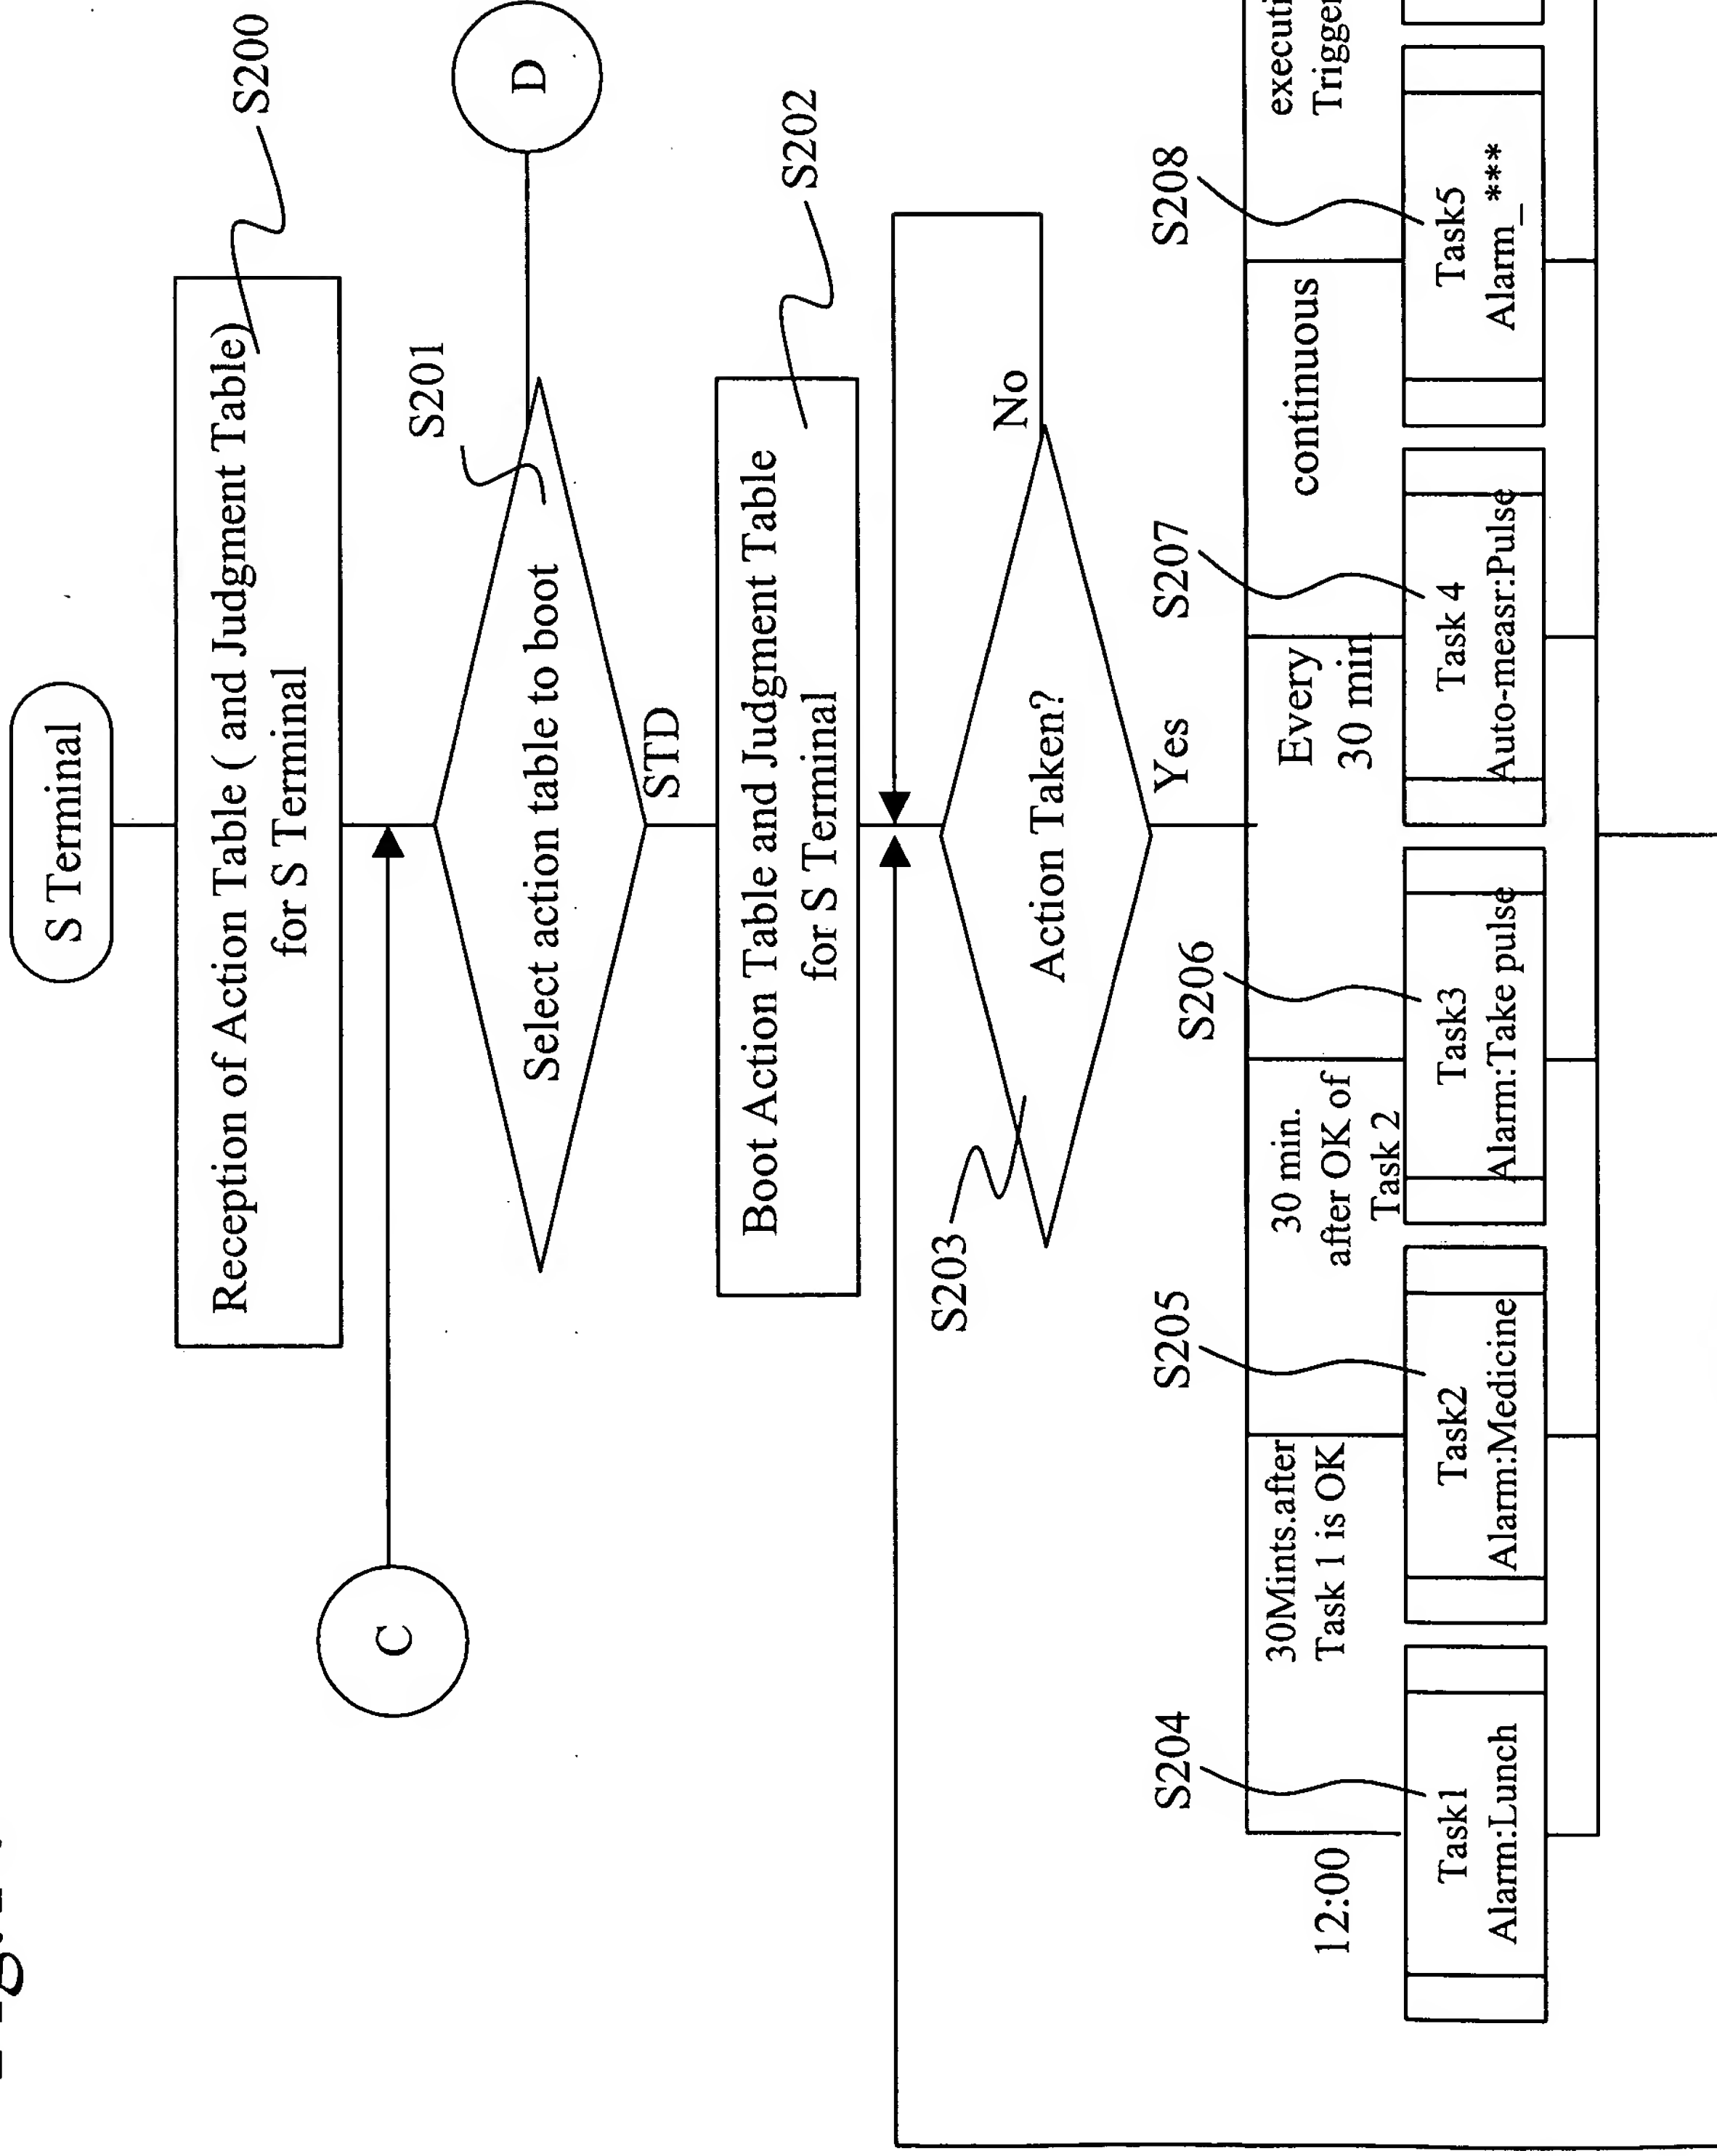 S Terminal
Reception of Action Table ( and Judgment Table)
for S Terminal
S200
C
Select action table to boot
S201
D
STD
Boot Action Table and Judgment Table
for S Terminal
S202
Action Taken?
S203
No
Yes
12:00
S204
Task1
Alarm:Lunch
30Mints.after
Task 1 is OK
S205
Task2
Alarm:Medicine
30 min.
after OK of
Task 2
S206
Task3
Alarm:Take pulse
Every
30 min
S207
Task 4
Auto-measr:Pulse
continuous
S208
Task5
Alarm_***
executi
Trigger